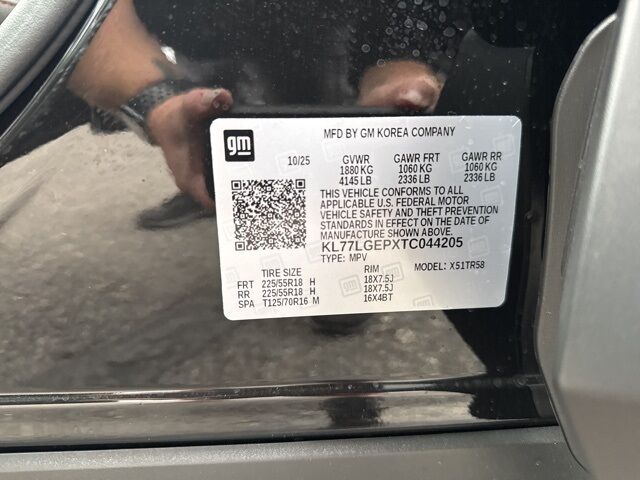 gm
MFD BY GM KOREA COMPANY
10/25 GVWR GAWR FRT GAWR RR
1880 KG 1060 KG 1060 KG
4145 LB 2336 LB 2336 LB
THIS VEHICLE CONFORMS TO ALL
APPLICABLE U.S. FEDERAL MOTOR
VEHICLE SAFETY AND THEFT PREVENTION
STANDARDS IN EFFECT ON THE DATE OF
MANUFACTURE SHOWN ABOVE.
KL77LGEPXTC044205
TYPE: MPV MODEL: X51TR58
TIRE SIZE RIM
FRT 225/55R18 H 18X7.5J
RR 225/55R18 H 18X7.5J
SPA T125/70R16 M 16X4BT